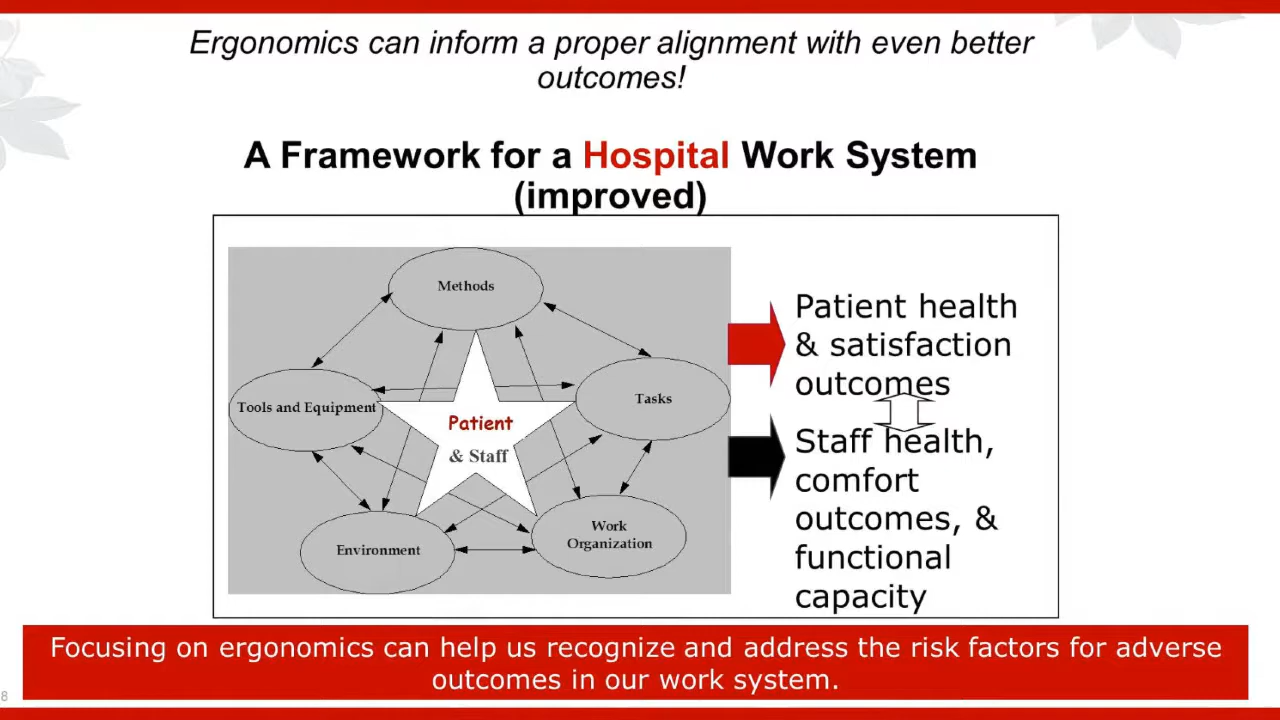 Ergonomics can inform a proper alignment with even better
outcomes!
A Framework for a Hospital Work System
(improved)
Methods
Tools and Equipment
Tasks
Patient
& Staff
Environment
Work
Organization
Patient health
& satisfaction
outcomes
Staff health,
comfort
outcomes, &
functional
capacity
Focusing on ergonomics can help us recognize and address the risk factors for adverse
outcomes in our work system.
8